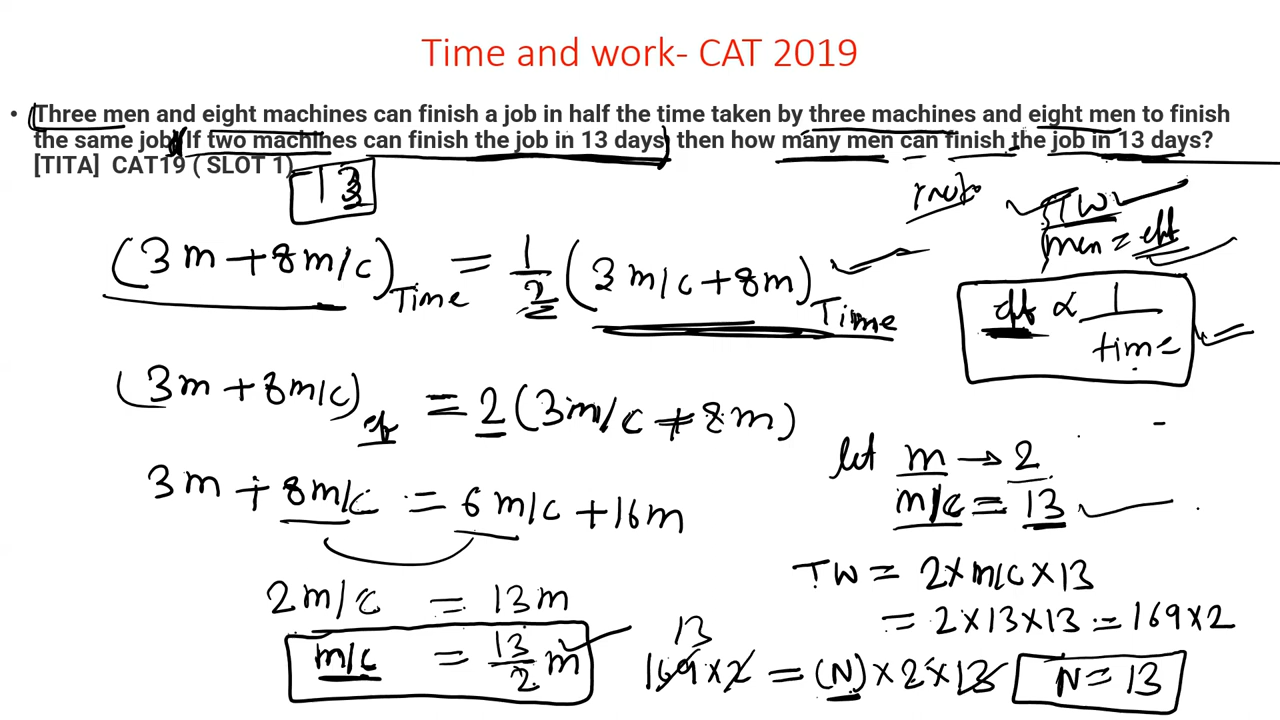 Time and work- CAT 2019
• Three men and eight machines can finish a job in half the time taken by three machines and eight men to finish
the same job. If two machines can finish the job in 13 days, then how many men can finish the job in 13 days?
[TITA] CAT19 ( SLOT 1)
13
TW
men = eff
(3m + 8m/c)Time = 1/2 (3m/c + 8m)Time
eff ∝ 1/time
(3m + 8m/c)eff = 2 (3m/c + 8m)
let m → 2
m/c = 13
3m + 8m/c = 6m/c + 16m
TW = 2×m/c×13
2m/c = 13m
= 2×13×13 = 169×2
m/c = 13/2 m
13
169×2 = (N)×2×13
N = 13